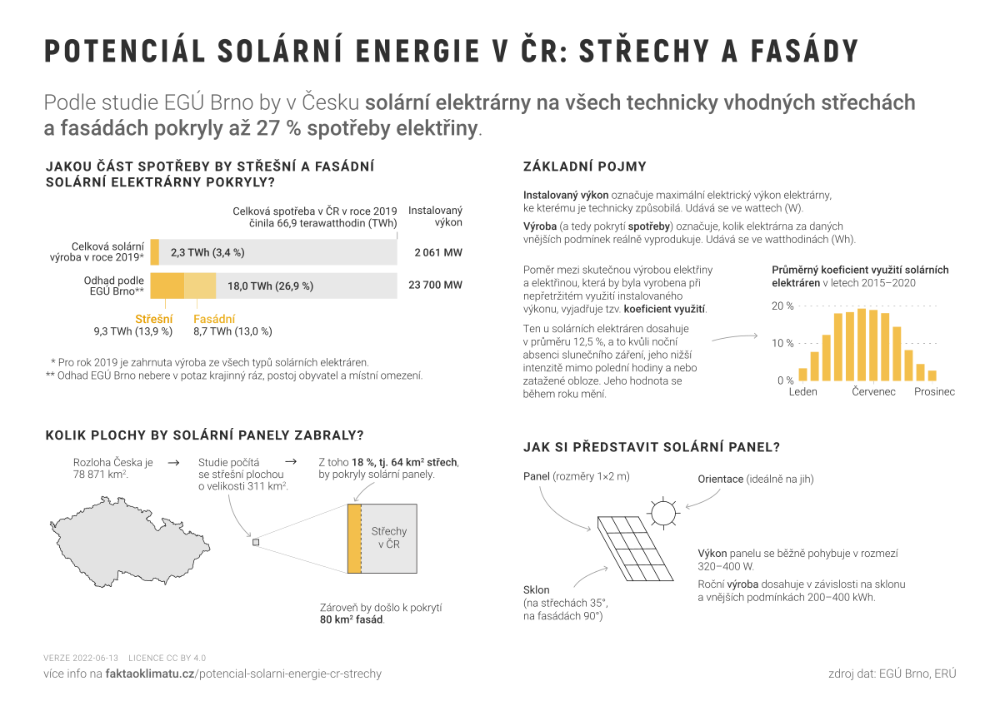 POTENCIÁL SOLÁRNÍ ENERGIE V ČR: STŘECHY A FASÁDY
Podle studie EGÚ Brno by v Česku solární elektrárny na všech technicky vhodných střechách
a fasádách pokryly až 27 % spotřeby elektřiny.
JAKOU ČÁST SPOTŘEBY BY STŘEŠNÍ A FASÁDNÍ
SOLÁRNÍ ELEKTRÁRNY POKRYLY?
Celková spotřeba v ČR v roce 2019
činila 66,9 terawatthodin (TWh)
Instalovaný
výkon
Celková solární
výroba v roce 2019*
2,3 TWh (3,4 %)
2 061 MW
Odhad podle
EGÚ Brno**
18,0 TWh (26,9 %)
23 700 MW
Střešní
9,3 TWh (13,9 %)
Fasádní
8,7 TWh (13,0 %)
* Pro rok 2019 je zahrnuta výroba ze všech typů solárních elektráren.
** Odhad EGÚ Brno nebere v potaz krajinný ráz, postoj obyvatel a místní omezení.
ZÁKLADNÍ POJMY
Instalovaný výkon označuje maximální elektrický výkon elektrárny,
ke kterému je technicky způsobilá. Udává se ve wattech (W).
Výroba (a tedy pokrytí spotřeby) označuje, kolik elektrárna za daných
vnějších podmínek reálně vyprodukuje. Udává se ve watthodinách (Wh).
Poměr mezi skutečnou výrobou elektřiny
a elektřinou, která by byla vyrobena při
nepřetržitém využití instalovaného
výkonu, vyjadřuje tzv. koeficient využití.
Ten u solárních elektráren dosahuje
v průměru 12,5 %, a to kvůli noční
absenci slunečního záření, jeho nižší
intenzitě mimo polední hodiny a nebo
zatažené obloze. Jeho hodnota se
během roku mění.
Průměrný koeficient využití solárních
elektráren v letech 2015–2020
20 %
10 %
0 %
Leden
Červenec
Prosinec
KOLIK PLOCHY BY SOLÁRNÍ PANELY ZABRALY?
Rozloha Česka je
78 871 km².
→
Studie počítá
se střešní plochou
o velikosti 311 km².
→
Z toho 18 %, tj. 64 km² střech,
by pokryly solární panely.
Střechy
v ČR
Zároveň by došlo k pokrytí
80 km² fasád.
JAK SI PŘEDSTAVIT SOLÁRNÍ PANEL?
Panel (rozměry 1×2 m)
Orientace (ideálně na jih)
Sklon
(na střechách 35°,
na fasádách 90°)
Výkon panelu se běžně pohybuje v rozmezí
320–400 W.
Roční výroba dosahuje v závislosti na sklonu
a vnějších podmínkách 200–400 kWh.
VERZE 2022-06-13 LICENCE CC BY 4.0
více info na faktaoklimatu.cz/potencial-solarni-energie-cr-strechy
zdroj dat: EGÚ Brno, ERÚ